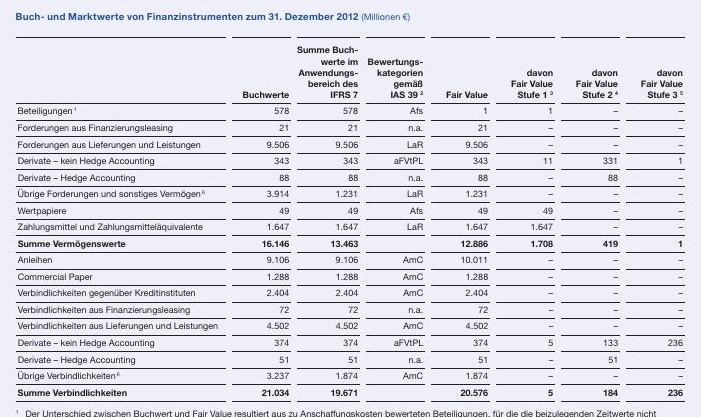 Buch- und Marktwerte von Finanzinstrumenten zum 31. Dezember 2012 (Millionen €)
Buchwerte Summe Buch-werte im Anwendungs-bereich des IFRS 7 Bewertungs-kategorien gemäß IAS 39 ² Fair Value davon Fair Value Stufe 1 ³ davon Fair Value Stufe 2 ⁴ davon Fair Value Stufe 3 ⁵
Beteiligungen ¹ 578 578 Afs 1 1 – –
Forderungen aus Finanzierungsleasing 21 21 n.a. 21 – – –
Forderungen aus Lieferungen und Leistungen 9.506 9.506 LaR 9.506 – – –
Derivate – kein Hedge Accounting 343 343 aFVtPL 343 11 331 1
Derivate – Hedge Accounting 88 88 n.a. 88 – 88 –
Übrige Forderungen und sonstiges Vermögen ⁶ 3.914 1.231 LaR 1.231 – – –
Wertpapiere 49 49 Afs 49 49 – –
Zahlungsmittel und Zahlungsmitteläquivalente 1.647 1.647 LaR 1.647 1.647 – –
Summe Vermögenswerte 16.146 13.463 12.886 1.708 419 1
Anleihen 9.106 9.106 AmC 10.011 – – –
Commercial Paper 1.288 1.288 AmC 1.288 – – –
Verbindlichkeiten gegenüber Kreditinstituten 2.404 2.404 AmC 2.404 – – –
Verbindlichkeiten aus Finanzierungsleasing 72 72 n.a. 72 – – –
Verbindlichkeiten aus Lieferungen und Leistungen 4.502 4.502 AmC 4.502 – – –
Derivate – kein Hedge Accounting 374 374 aFVtPL 374 5 133 236
Derivate – Hedge Accounting 51 51 n.a. 51 – 51 –
Übrige Verbindlichkeiten ⁶ 3.237 1.874 AmC 1.874 – – –
Summe Verbindlichkeiten 21.034 19.671 20.576 5 184 236
¹ Der Unterschied zwischen Buchwert und Fair Value resultiert aus zu Anschaffungskosten bewerteten Beteiligungen, für die die beizulegenden Zeitwerte nicht